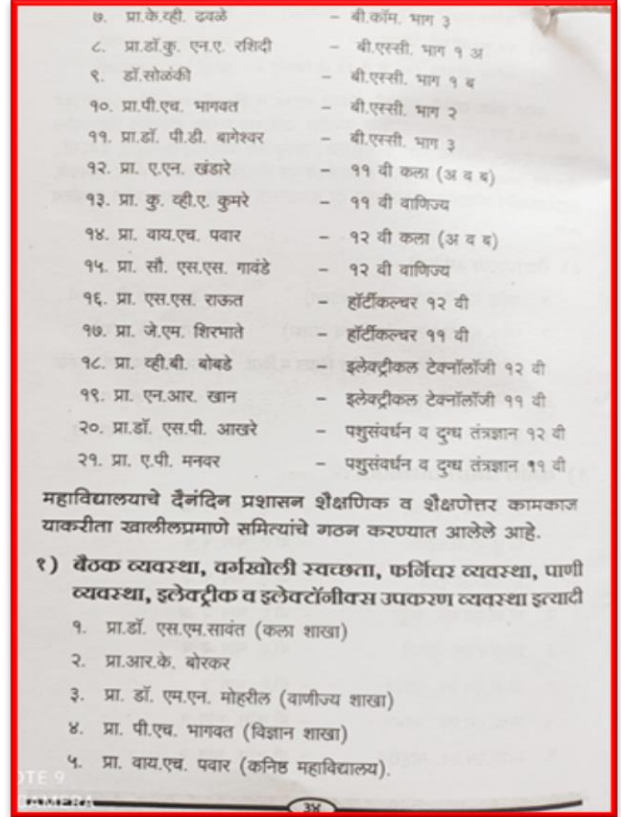 ७. प्रा.के.व्ही. ढवळे – बी.कॉम. भाग ३
८. प्रा.डॉ.कु. एन.ए. रशिदी – बी.एस्सी. भाग १ अ
९. डॉ.सोळंकी – बी.एस्सी. भाग १ ब
१०. प्रा.पी.एच. भागवत – बी.एस्सी. भाग २
११. प्रा.डॉ. पी.डी. बागेश्वर – बी.एस्सी. भाग ३
१२. प्रा. ए.एन. खंडारे – ११ वी कला (अ व ब)
१३. प्रा. कु. व्ही.ए. कुमरे – ११ वी वाणिज्य
१४. प्रा. वाय.एच. पवार – १२ वी कला (अ व ब)
१५. प्रा. सौ. एस.एस. गावंडे – १२ वी वाणिज्य
१६. प्रा. एस.एस. राऊत – हॉर्टीकल्चर १२ वी
१७. प्रा. जे.एम. शिरभाते – हॉर्टीकल्चर ११ वी
१८. प्रा. व्ही.बी. बोबडे – इलेक्ट्रीकल टेक्नॉलॉजी १२ वी
१९. प्रा. एन.आर. खान – इलेक्ट्रीकल टेक्नॉलॉजी ११ वी
२०. प्रा.डॉ. एस.पी. आखरे – पशुसंवर्धन व दुग्ध तंत्रज्ञान १२ वी
२१. प्रा. ए.पी. मनवर – पशुसंवर्धन व दुग्ध तंत्रज्ञान ११ वी
महाविद्यालयाचे दैनंदिन प्रशासन शैक्षणिक व शैक्षणेत्तर कामकाज
याकरीता खालीलप्रमाणे समित्यांचे गठन करण्यात आलेले आहे.
१) बैठक व्यवस्था, वर्गखोली स्वच्छता, फर्निचर व्यवस्था, पाणी
व्यवस्था, इलेक्ट्रीक व इलेक्टॉनीक्स उपकरण व्यवस्था इत्यादी
१. प्रा.डॉ. एस.एम.सावंत (कला शाखा)
२. प्रा.आर.के. बोरकर
३. प्रा. डॉ. एम.एन. मोहरील (वाणीज्य शाखा)
४. प्रा. पी.एच. भागवत (विज्ञान शाखा)
५. प्रा. वाय.एच. पवार (कनिष्ठ महाविद्यालय).
OTE 9
CAMERA
३४